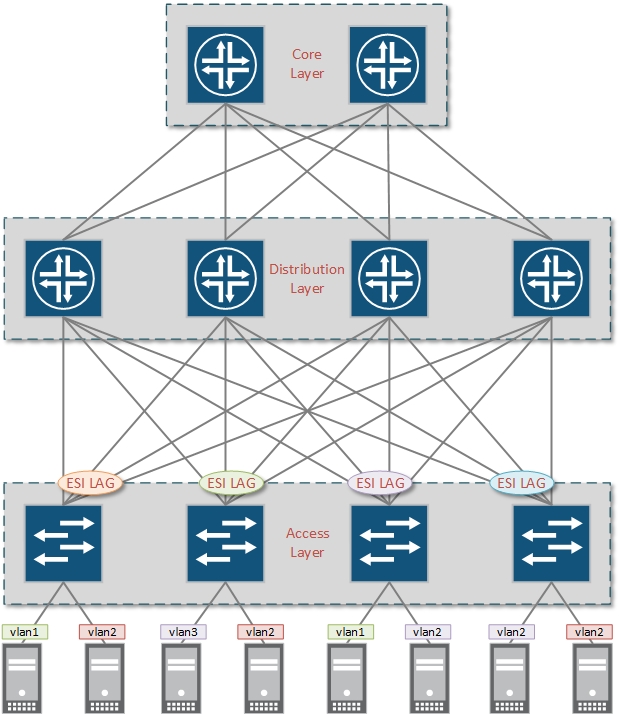 Core
Layer
Distribution
Layer
ESI LAG
ESI LAG
ESI LAG
ESI LAG
Access
Layer
vlan1
vlan2
vlan3
vlan2
vlan1
vlan2
vlan2
vlan2